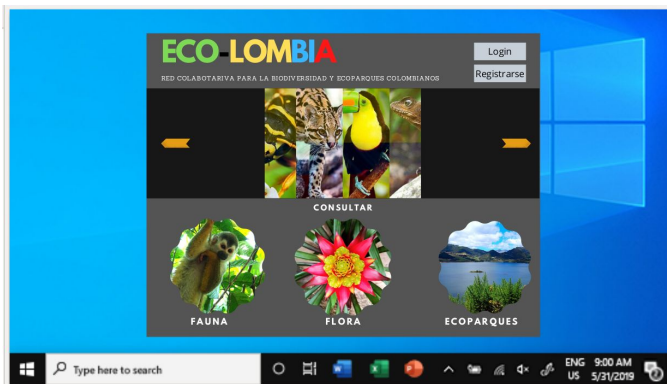 ECO-LOMBIA
Login
RED COLABOTARIVA PARA LA BIODIVERSIDAD Y ECOPARQUES COLOMBIANOS
Registrarse
CONSULTAR
FAUNA
FLORA
ECOPARQUES
Type here to search
ENG
US
9:00 AM
5/31/2019